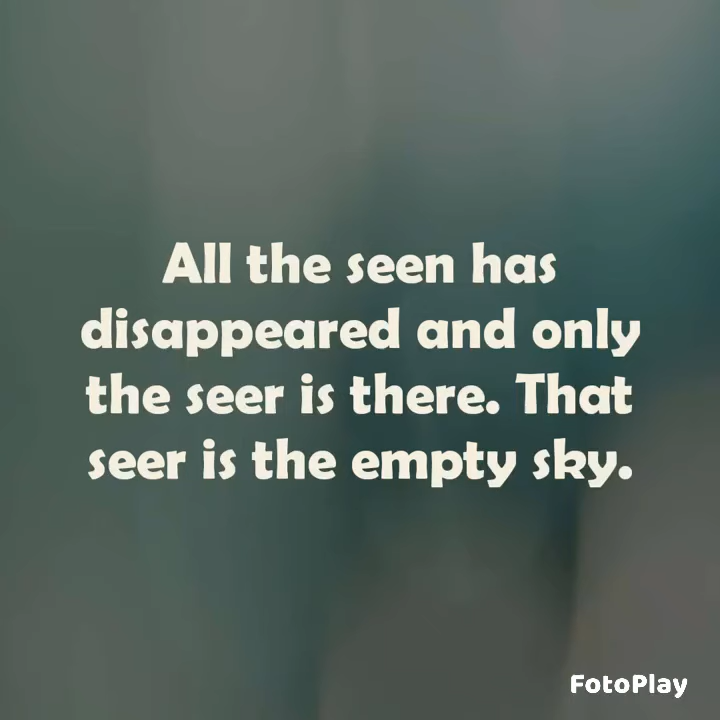 All the seen has
disappeared and only
the seer is there. That
seer is the empty sky.
FotoPlay